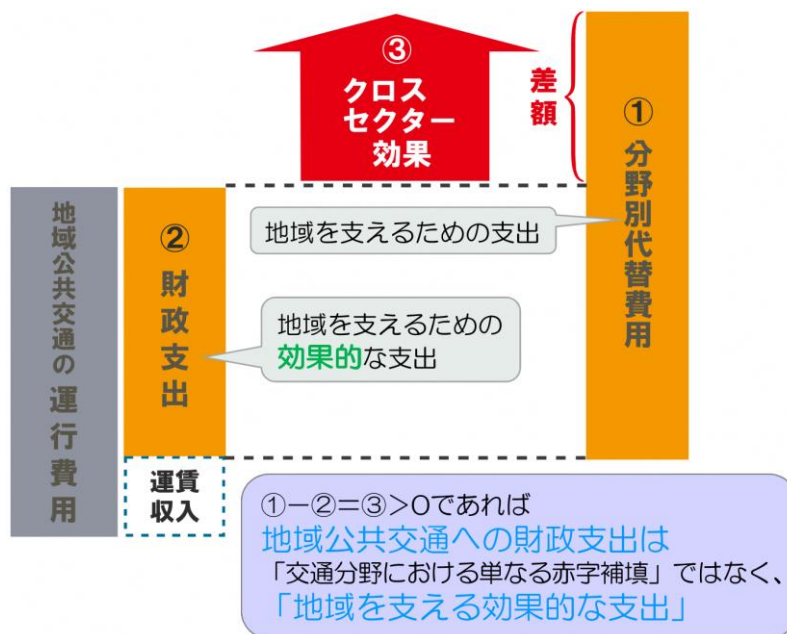 ③
クロス
セクター
効果
差額
①分野別代替費用
地域公共交通の運行費用
②財政支出
地域を支えるための支出
地域を支えるための
効果的な支出
運賃
収入
①－②＝③＞0であれば
地域公共交通への財政支出は
「交通分野における単なる赤字補填」ではなく、
「地域を支える効果的な支出」